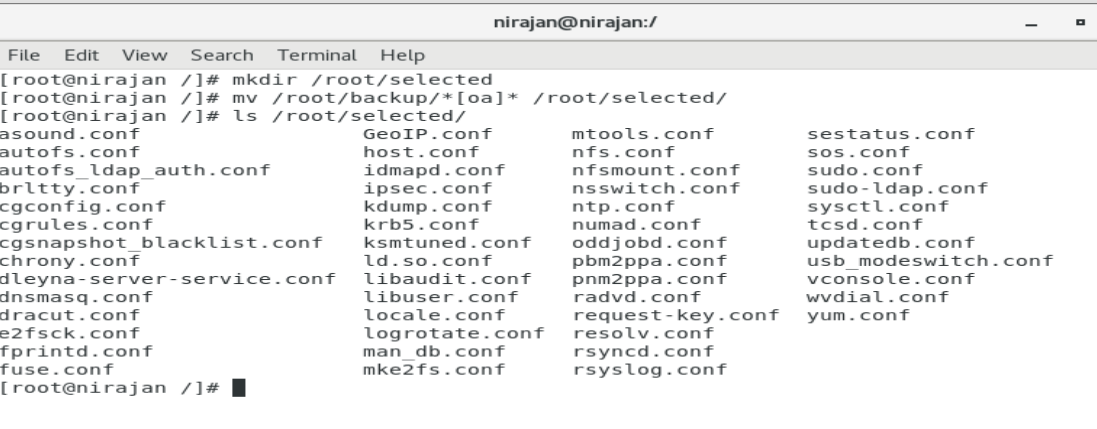 nirajan@nirajan:/
File Edit View Search Terminal Help
[root@nirajan /]# mkdir /root/selected
[root@nirajan /]# mv /root/backup/*[oa]* /root/selected/
[root@nirajan /]# ls /root/selected/
asound.conf GeoIP.conf mtools.conf sestatus.conf
autofs.conf host.conf nfs.conf sos.conf
autofs_ldap_auth.conf idmapd.conf nfsmount.conf sudo.conf
brltty.conf ipsec.conf nsswitch.conf sudo-ldap.conf
cgconfig.conf kdump.conf ntp.conf sysctl.conf
cgrules.conf krb5.conf numad.conf tcsd.conf
cgsnapshot_blacklist.conf ksmtuned.conf oddjobd.conf updatedb.conf
chrony.conf ld.so.conf pbm2ppa.conf usb_modeswitch.conf
dleyna-server-service.conf libaudit.conf pnm2ppa.conf vconsole.conf
dnsmasq.conf libuser.conf radvd.conf wvdial.conf
dracut.conf locale.conf request-key.conf yum.conf
e2fsck.conf logrotate.conf resolv.conf
fprintd.conf man_db.conf rsyncd.conf
fuse.conf mke2fs.conf rsyslog.conf
[root@nirajan /]#